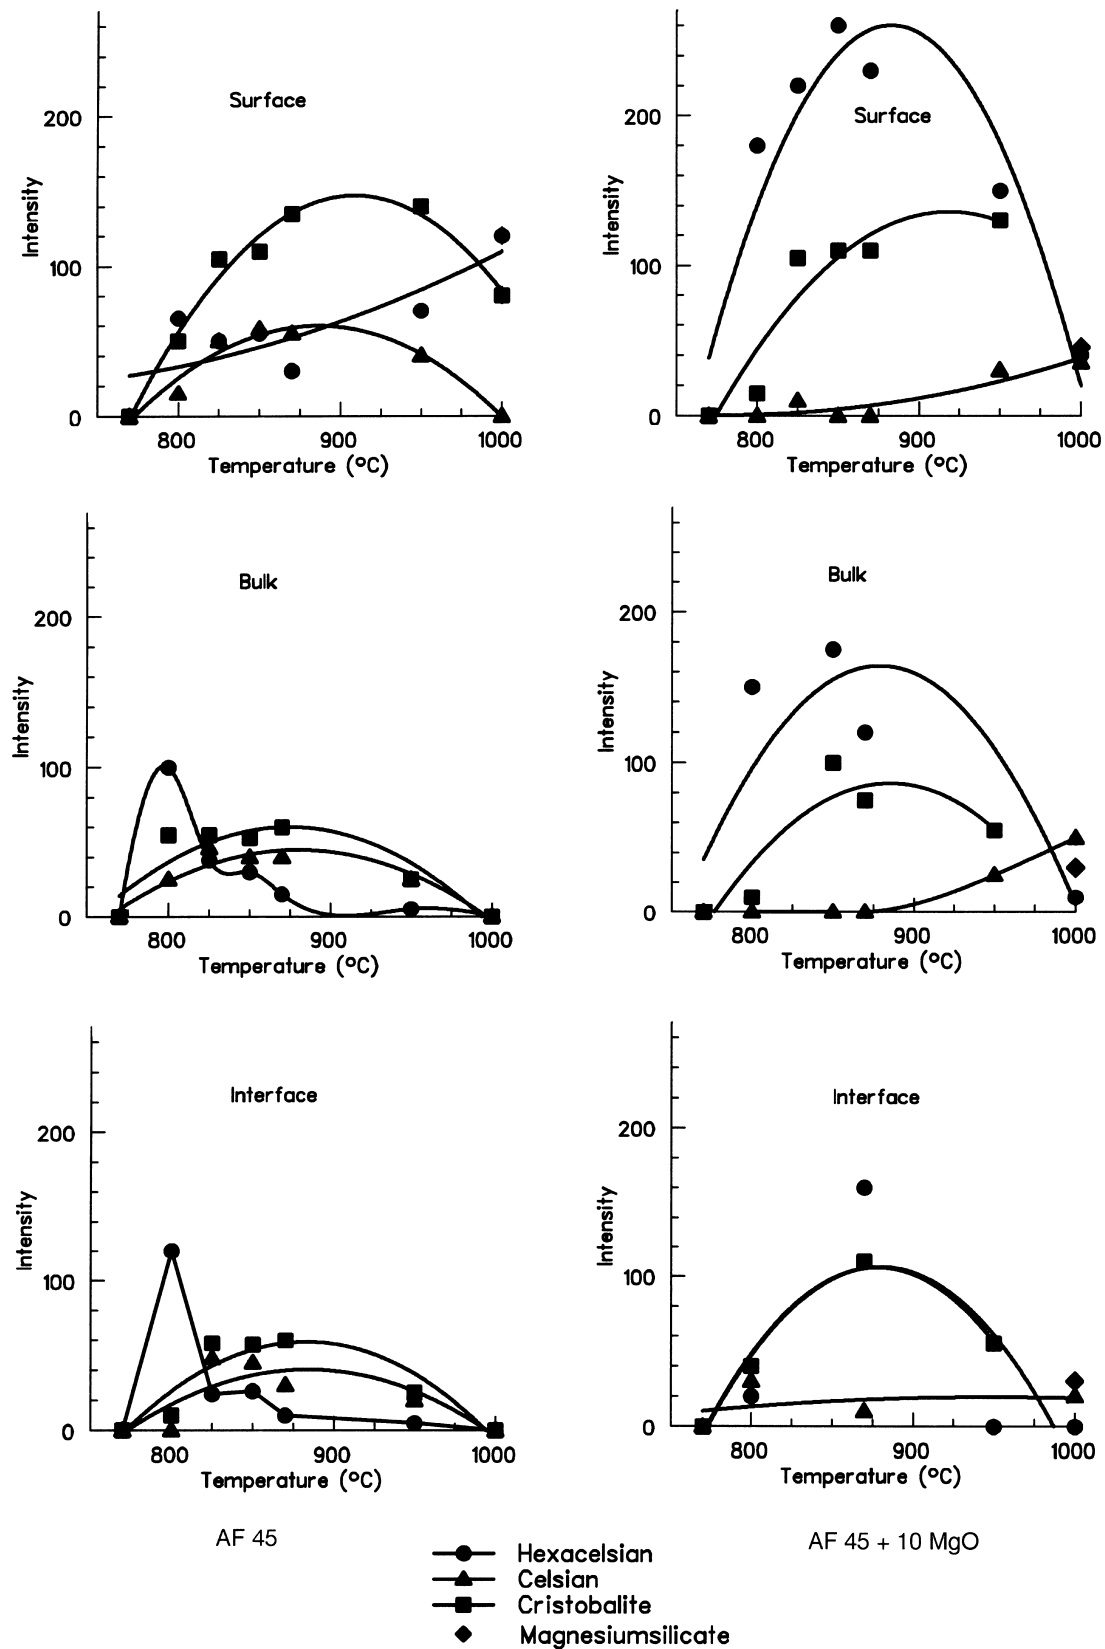 Surface
Intensity
200
100
0
800
900
1000
Temperature (°C)
Surface
Intensity
200
100
0
800
900
1000
Temperature (°C)
Bulk
Intensity
200
100
0
800
900
1000
Temperature (°C)
Bulk
Intensity
200
100
0
800
900
1000
Temperature (°C)
Interface
Intensity
200
100
0
800
900
1000
Temperature (°C)
Interface
Intensity
200
100
0
800
900
1000
Temperature (°C)
AF 45
AF 45 + 10 MgO
Hexacelsian
Celsian
Cristobalite
Magnesiumsilicate